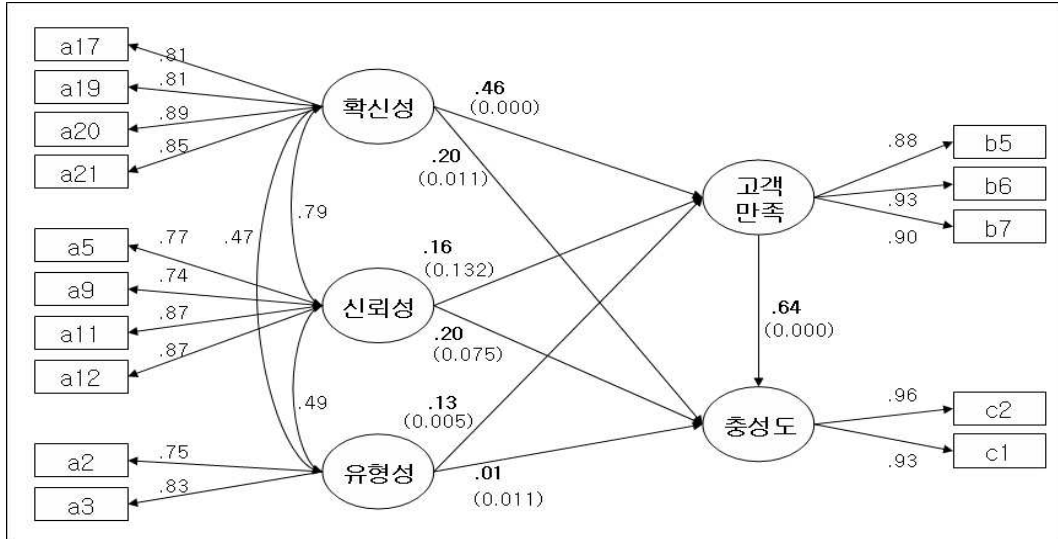 a17
.81
a19
.81
a20
.89
a21
.85
확신성
.46
(0.000)
.20
(0.011)
.79
.47
고객
만족
.88
b5
b6
.93
b7
.90
a5
.77
a9
.74
a11
.87
a12
.87
신뢰성
.16
(0.132)
.20
(0.075)
.64
(0.000)
.49
.13
(0.005)
a2
.75
a3
.83
유형성
.01
(0.011)
충성도
.96
c2
c1
.93